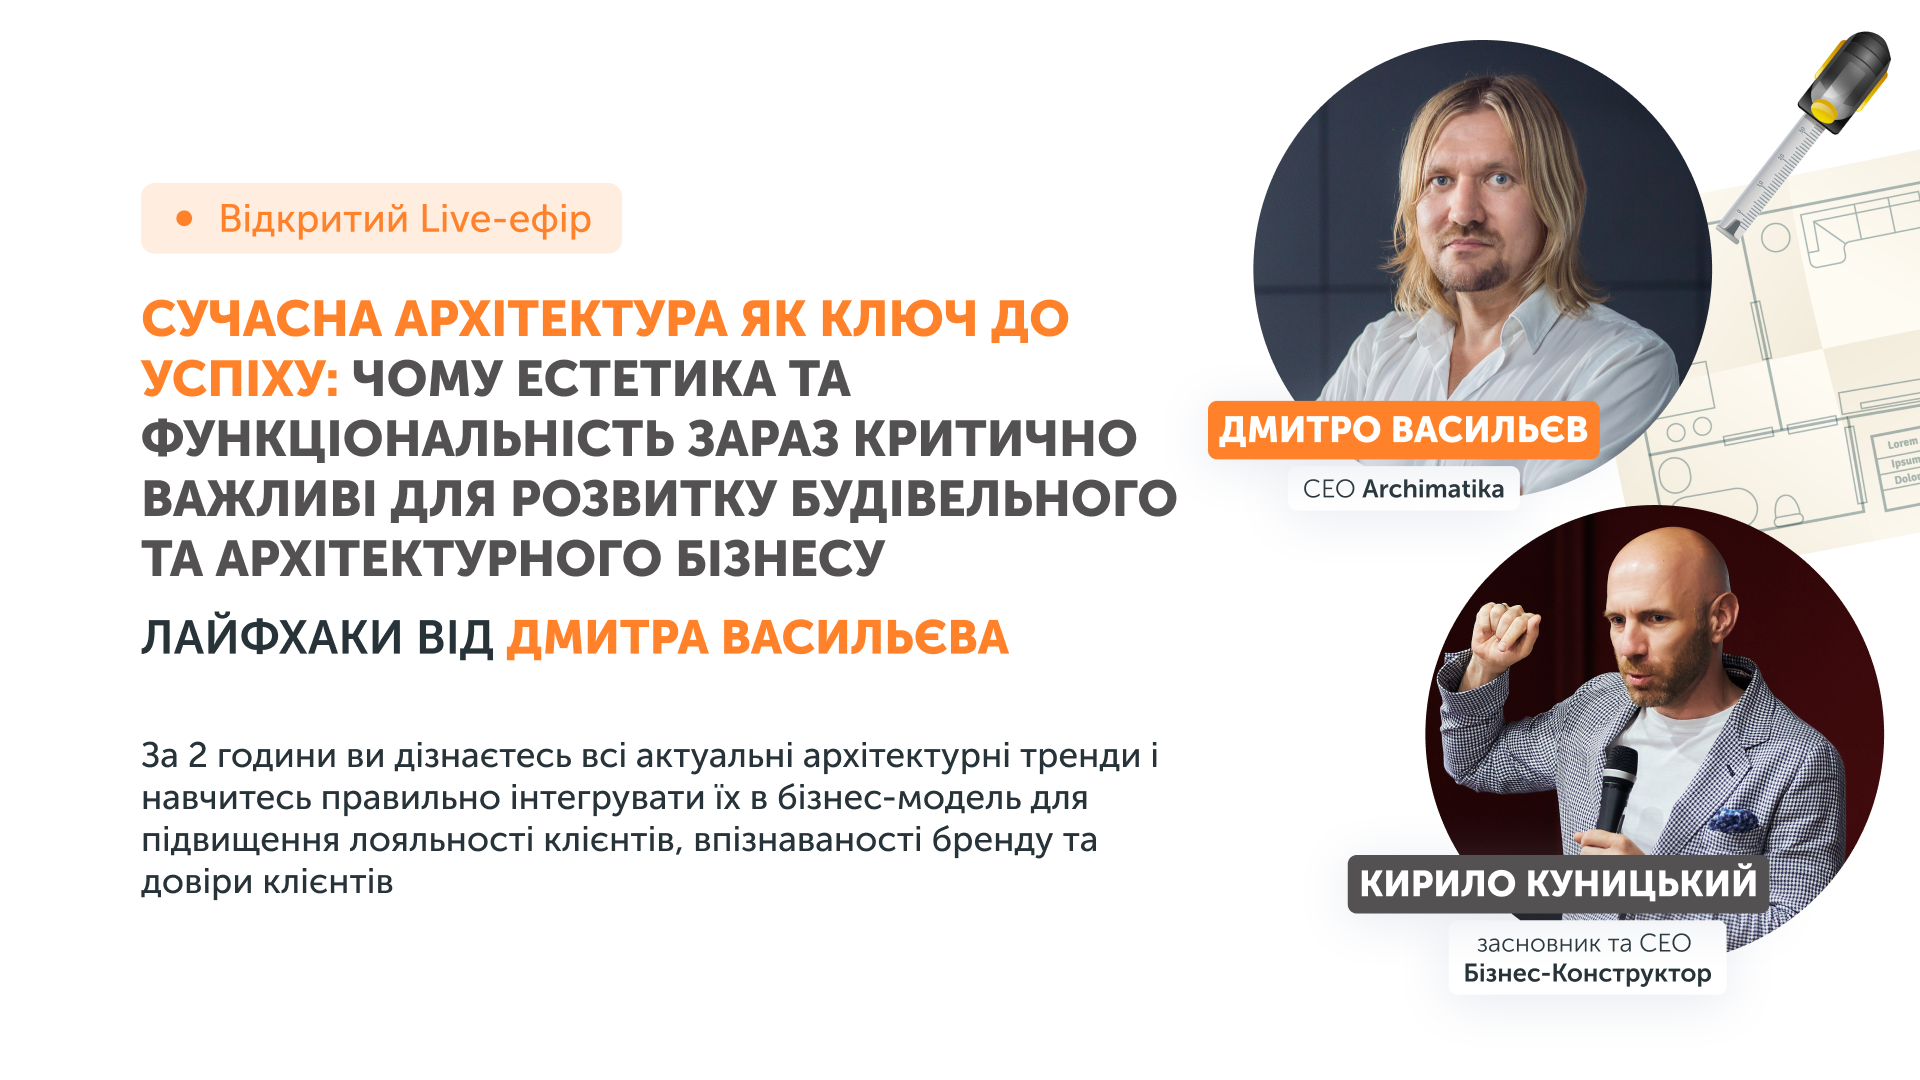 Відкритий Live-ефір
СУЧАСНА АРХІТЕКТУРА ЯК КЛЮЧ ДО
УСПІХУ: ЧОМУ ЕСТЕТИКА ТА
ФУНКЦІОНАЛЬНІСТЬ ЗАРАЗ КРИТИЧНО
ВАЖЛИВІ ДЛЯ РОЗВИТКУ БУДІВЕЛЬНОГО
ТА АРХІТЕКТУРНОГО БІЗНЕСУ
ЛАЙФХАКИ ВІД ДМИТРА ВАСИЛЬЄВА
За 2 години ви дізнаєтесь всі актуальні архітектурні тренди і
навчитесь правильно інтегрувати їх в бізнес-модель для
підвищення лояльності клієнтів, впізнаваності бренду та
довіри клієнтів
ДМИТРО ВАСИЛЬЄВ
CEO Archimatika
КИРИЛО КУНИЦЬКИЙ
засновник та CEO
Бізнес-Конструктор
Lorem
Ipsum
Dolor